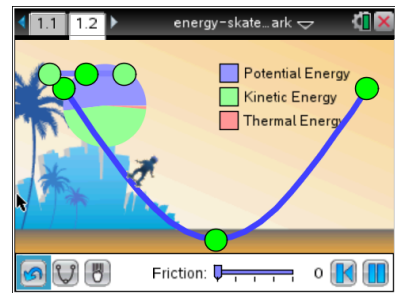 1.1 1.2 energy-skate...ark
Potential Energy
Kinetic Energy
Thermal Energy
Friction: 0